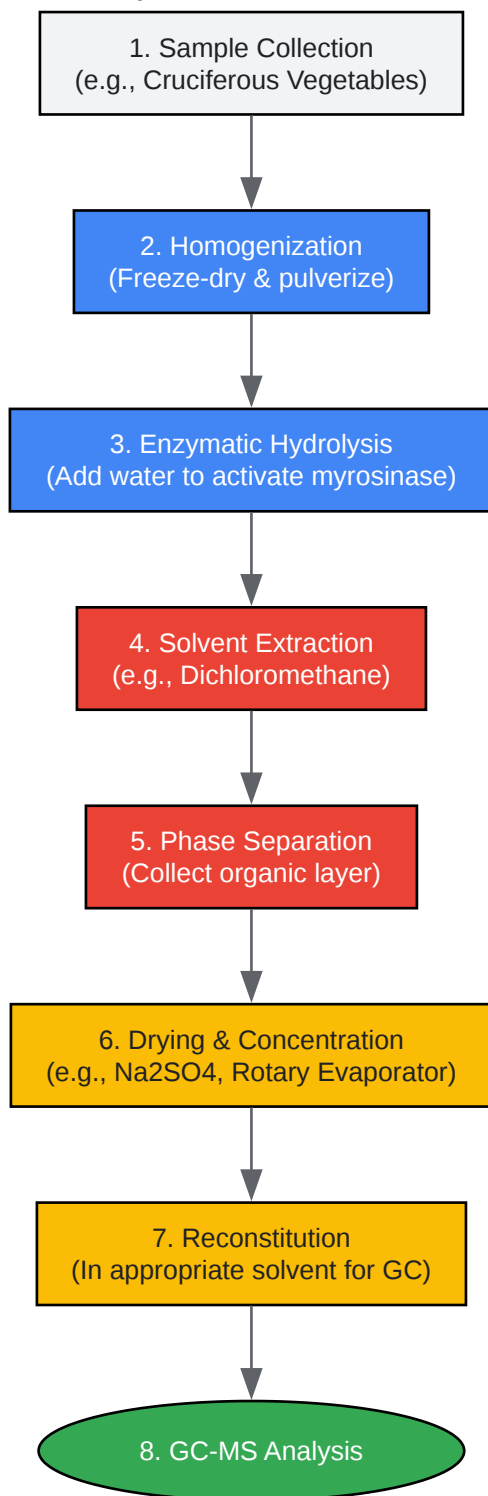 1. Sample Collection
(e.g., Cruciferous Vegetables)
2. Homogenization
(Freeze-dry & pulverize)
3. Enzymatic Hydrolysis
(Add water to activate myrosinase)
4. Solvent Extraction
(e.g., Dichloromethane)
5. Phase Separation
(Collect organic layer)
6. Drying & Concentration
(e.g., Na2SO4, Rotary Evaporator)
7. Reconstitution
(In appropriate solvent for GC)
8. GC-MS Analysis